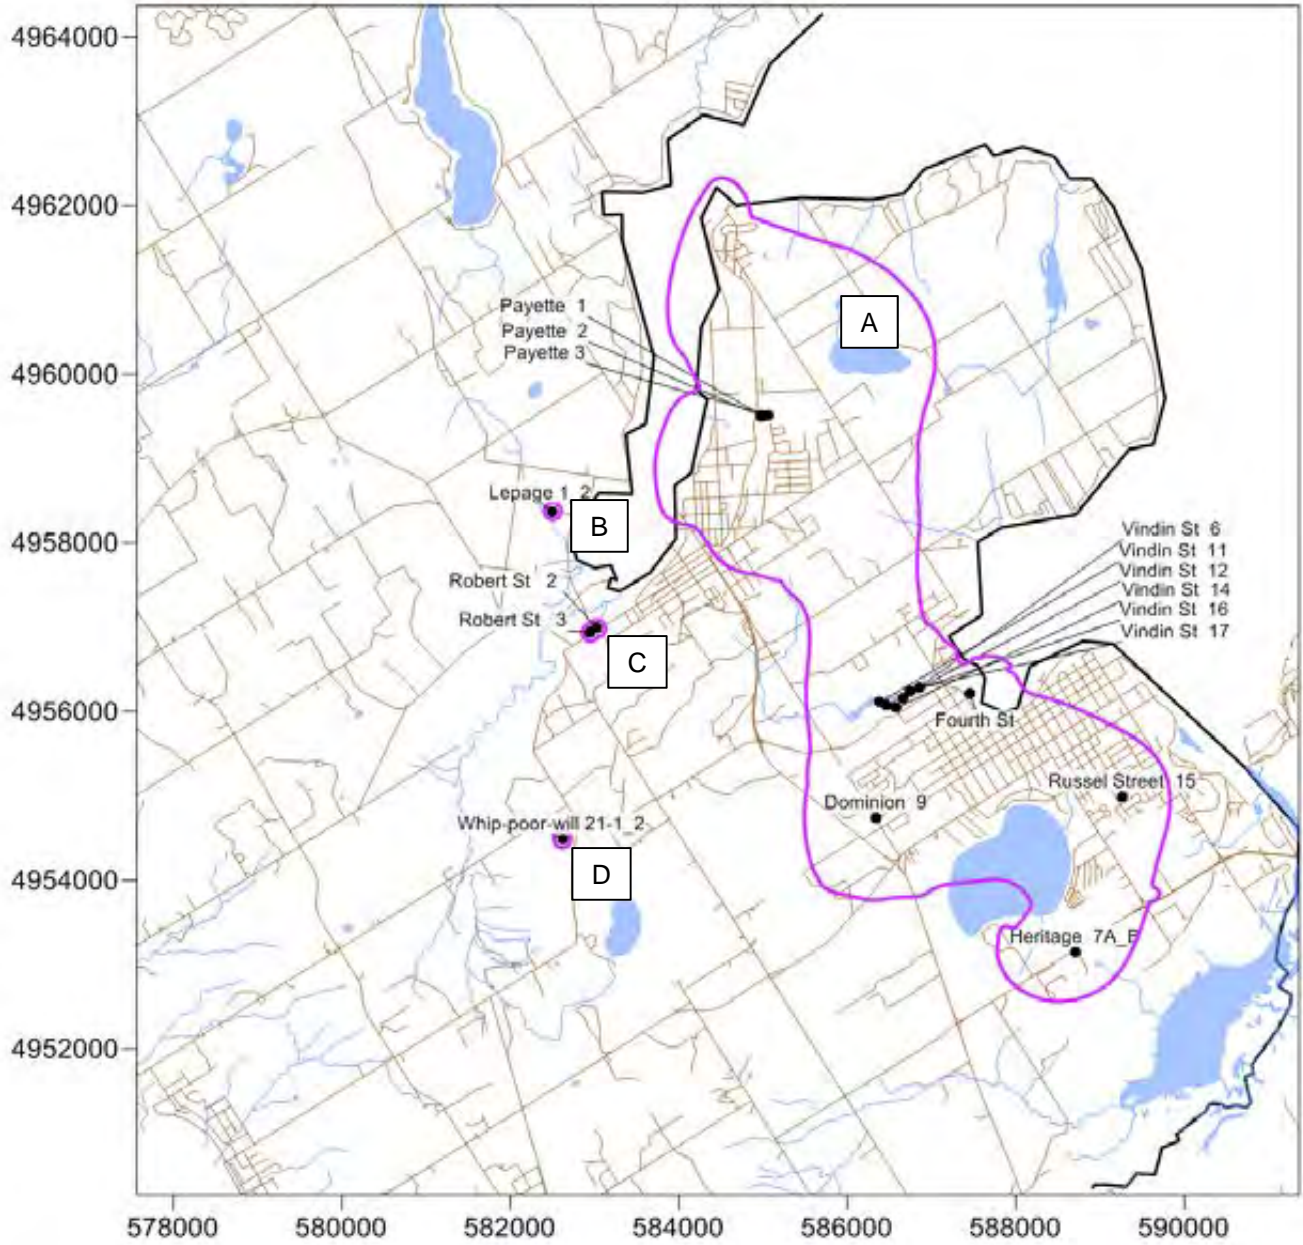 4964000
4962000
4960000
4958000
4956000
4954000
4952000
A
Payette 1
Payette 2
Payette 3
Lepage 1_2
B
Vindin St 6
Vindin St 11
Vindin St 12
Vindin St 14
Vindin St 16
Vindin St 17
Robert St 2
Robert St 3
C
Fourth St
Russel Street 15
Dominion 9
Whip-poor-will 21-1_2
D
Heritage 7A_B
578000 580000 582000 584000 586000 588000 590000